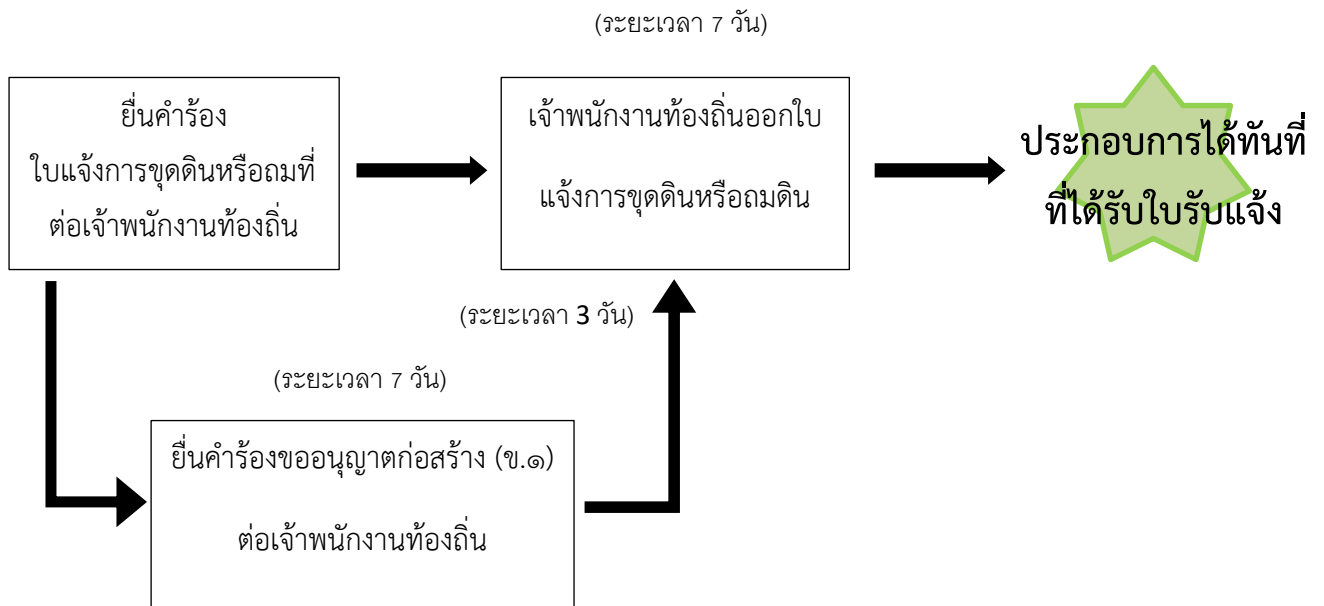 (ระยะเวลา 7 วัน)
ยื่นคำร้อง
ใบแจ้งการขุดดินหรือถมที่
ต่อเจ้าพนักงานท้องถิ่น
เจ้าพนักงานท้องถิ่นออกใบ
แจ้งการขุดดินหรือถมดิน
ประกอบการได้ทันที่
ที่ได้รับใบรับแจ้ง
(ระยะเวลา 3 วัน)
(ระยะเวลา 7 วัน)
ยื่นคำร้องขออนุญาตก่อสร้าง (ข.๑)
ต่อเจ้าพนักงานท้องถิ่น